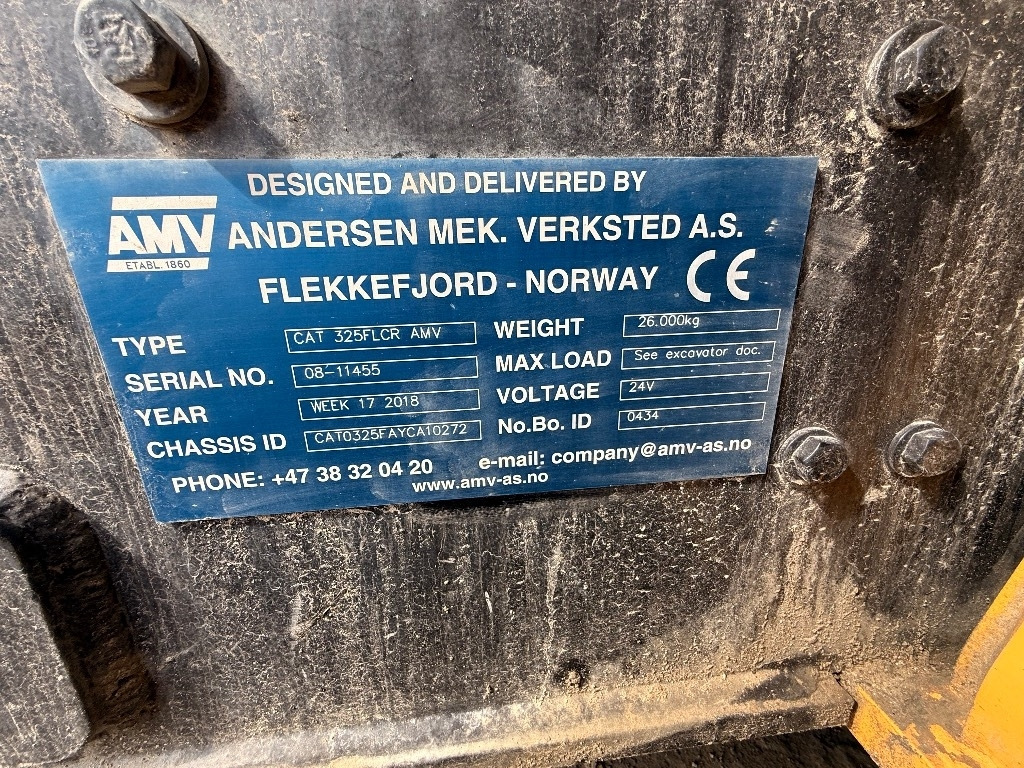 DESIGNED AND DELIVERED BY
AMV ANDERSEN MEK. VERKSTED A.S.
ETABL. 1860
FLEKKEFJORD - NORWAY CE
TYPE CAT 325FLCR AMV WEIGHT 26.000kg
SERIAL NO. 08-11455 MAX LOAD See excavator doc.
YEAR WEEK 17 2018 VOLTAGE 24V
CHASSIS ID CAT0325FAYCA10272 No.Bo. ID 0434
PHONE: +47 38 32 04 20 e-mail: company@amv-as.no
www.amv-as.no